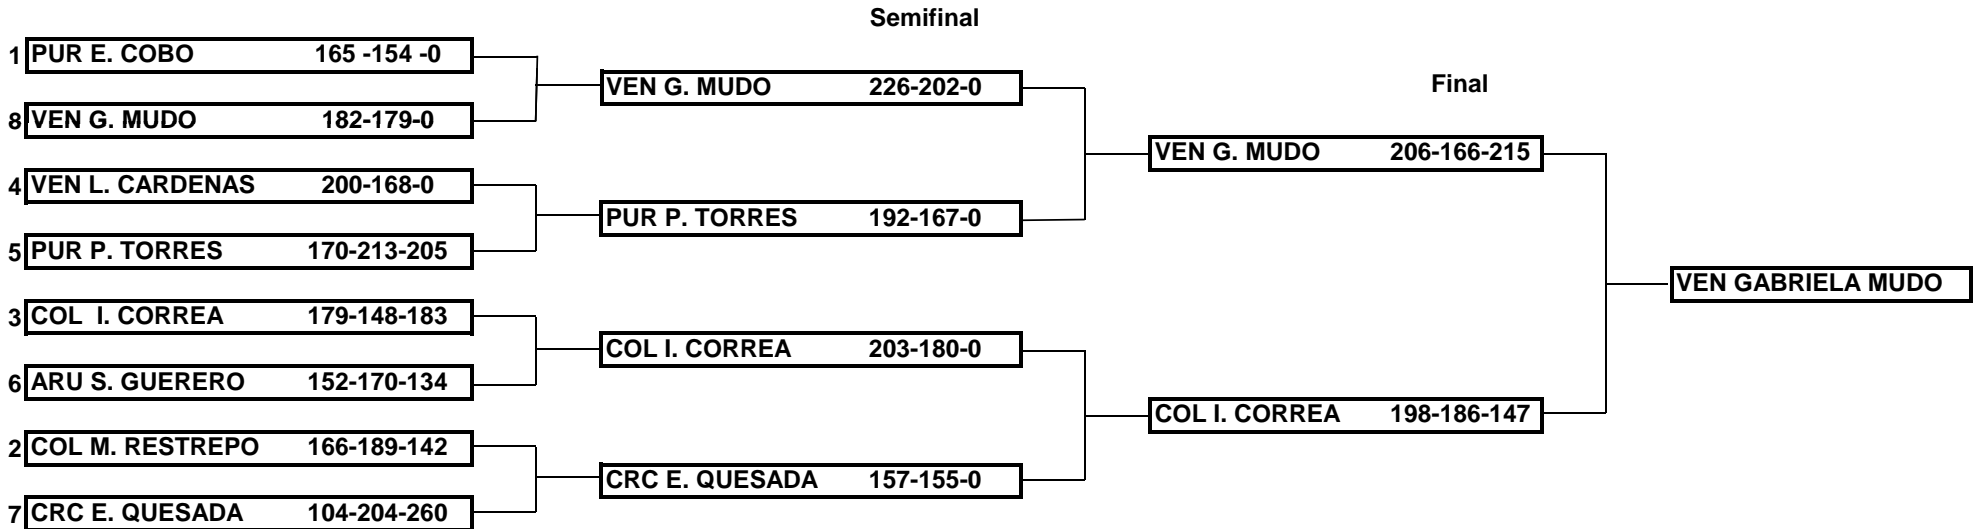 Semifinal
1 PUR E. COBO 165 -154 -0
VEN G. MUDO 226-202-0
Final
8 VEN G. MUDO 182-179-0
VEN G. MUDO 206-166-215
4 VEN L. CARDENAS 200-168-0
PUR P. TORRES 192-167-0
5 PUR P. TORRES 170-213-205
VEN GABRIELA MUDO
3 COL I. CORREA 179-148-183
COL I. CORREA 203-180-0
6 ARU S. GUERERO 152-170-134
COL I. CORREA 198-186-147
2 COL M. RESTREPO 166-189-142
CRC E. QUESADA 157-155-0
7 CRC E. QUESADA 104-204-260